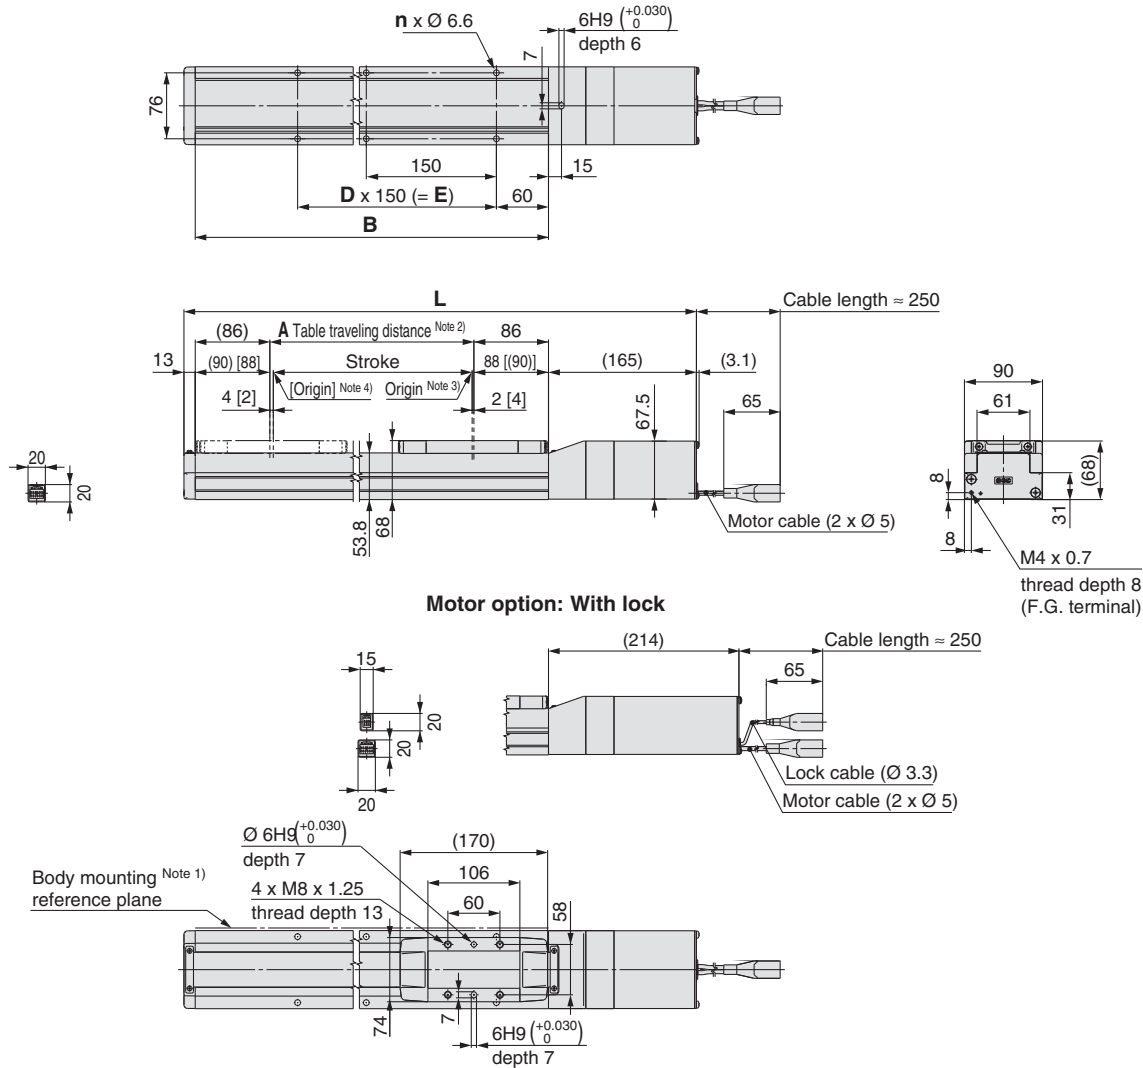 n x Ø 6.6
6H9 (+0.030 0)
depth 6
7
76
150
15
D x 150 (= E)
60
B
L
Cable length ≈ 250
(86)
A Table traveling distance Note 2)
86
13
(90) [88]
Stroke
88 [(90)]
(165)
(3.1)
[Origin] Note 4)
Origin Note 3)
4 [2]
2 [4]
67.5
65
90
61
20
20
53.8
68
Motor cable (2 x Ø 5)
8
8
(68)
31
M4 x 0.7
thread depth 8
(F.G. terminal)
Motor option: With lock
(214)
Cable length ≈ 250
15
65
20
20
20
Lock cable (Ø 3.3)
Motor cable (2 x Ø 5)
Ø 6H9 (+0.030 0)
depth 7
(170)
Body mounting Note 1)
reference plane
4 x M8 x 1.25
thread depth 13
106
60
58
74
7
6H9 (+0.030 0)
depth 7